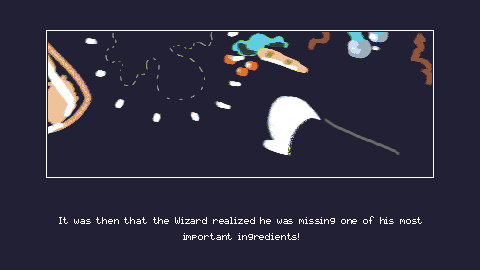 It was then that the Wizard realized he was missing one of his most
important ingredients!